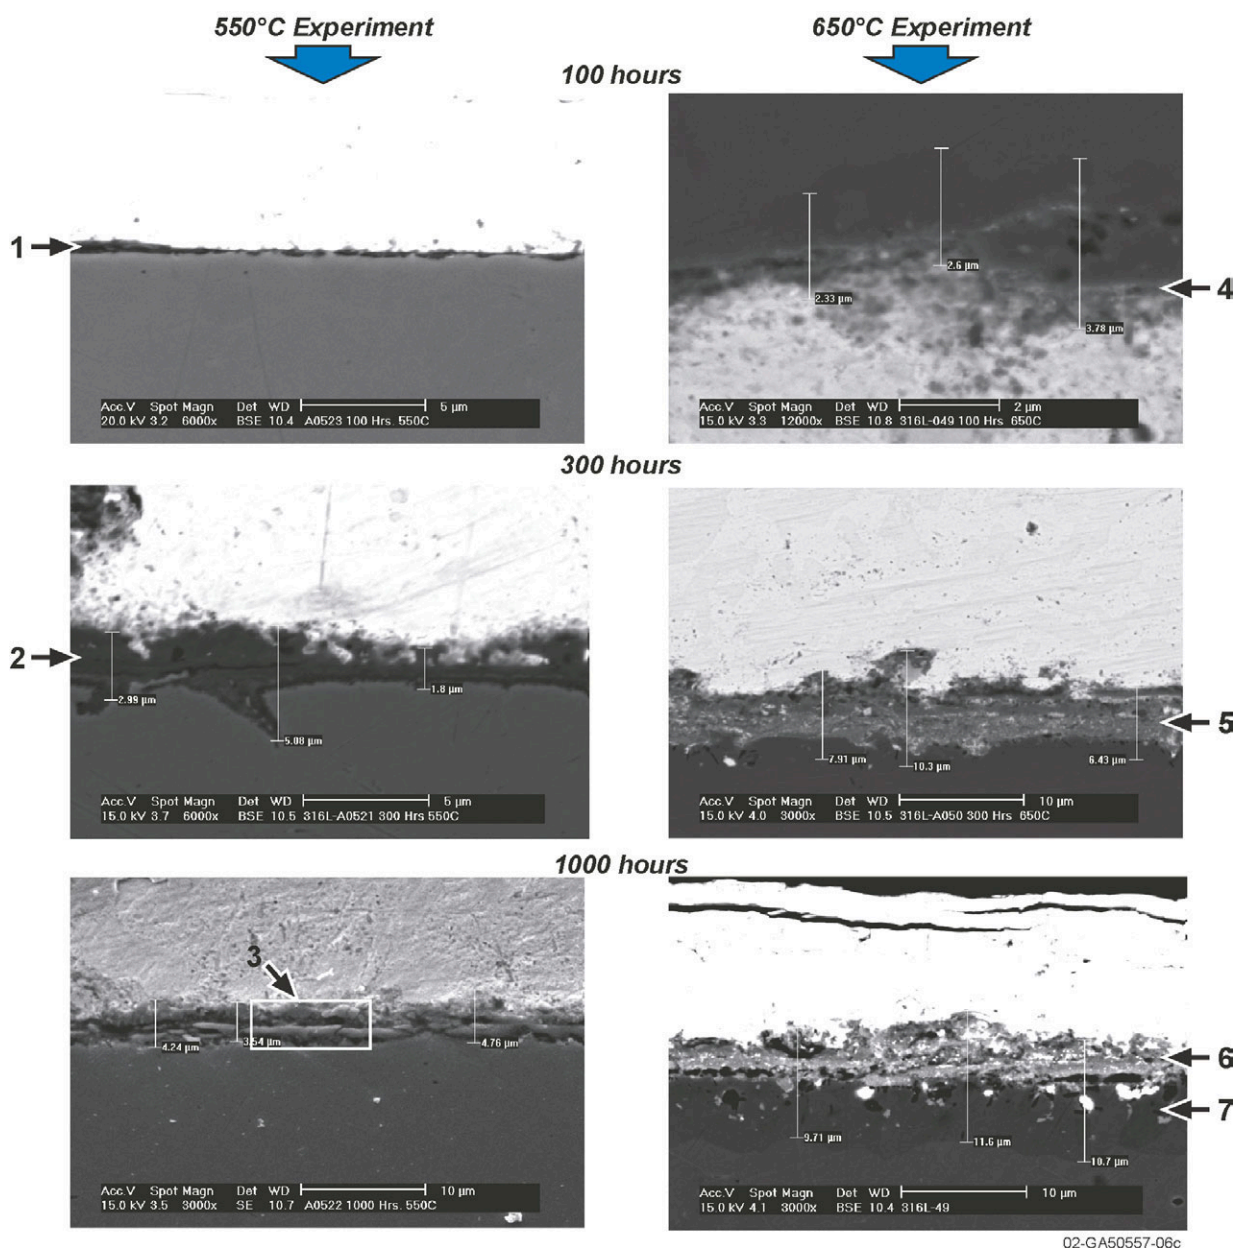 550°C Experiment
650°C Experiment
100 hours
1
2.33 µm
2.6 µm
3.78 µm
4
Acc.V Spot Magn Det WD 5 µm
20.0 kV 3.2 6000x BSE 10.4 A0523 100 Hrs. 550C
Acc.V Spot Magn Det WD 2 µm
15.0 kV 3.3 12000x BSE 10.8 316L-049 100 Hrs 650C
300 hours
2
2.99 µm
5.08 µm
1.8 µm
7.91 µm
10.3 µm
6.43 µm
5
Acc.V Spot Magn Det WD 5 µm
15.0 kV 3.7 6000x BSE 10.5 316L-A0521 300 Hrs 550C
Acc.V Spot Magn Det WD 10 µm
15.0 kV 4.0 3000x BSE 10.5 316L-A050 300 Hrs 650C
1000 hours
3
4.24 µm
3.54 µm
4.76 µm
6
7
9.71 µm
11.6 µm
10.7 µm
Acc.V Spot Magn Det WD 10 µm
15.0 kV 3.5 3000x SE 10.7 A0522 1000 Hrs 550C
Acc.V Spot Magn Det WD 10 µm
15.0 kV 4.1 3000x BSE 10.4 316L-49
02-GA50557-06c